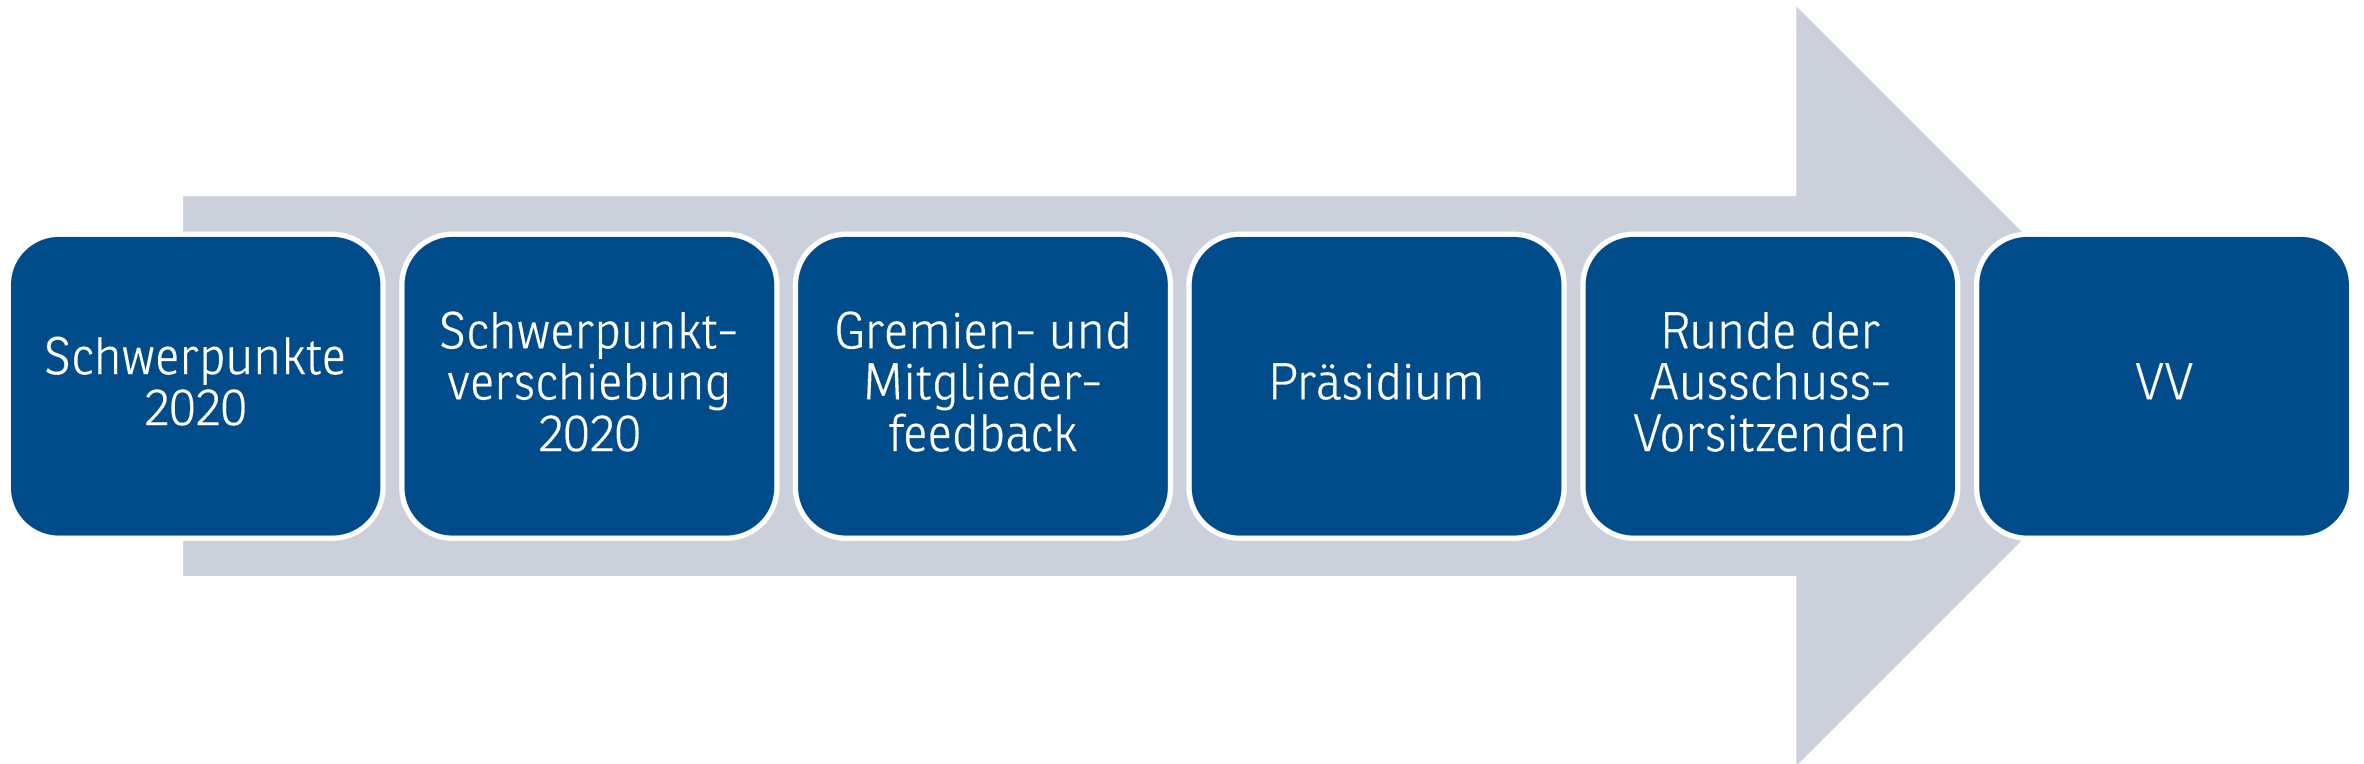 Schwerpunkte
2020
Schwerpunkt-
verschiebung
2020
Gremien- und
Mitglieder-
feedback
Präsidium
Runde der
Ausschuss-
Vorsitzenden
VV